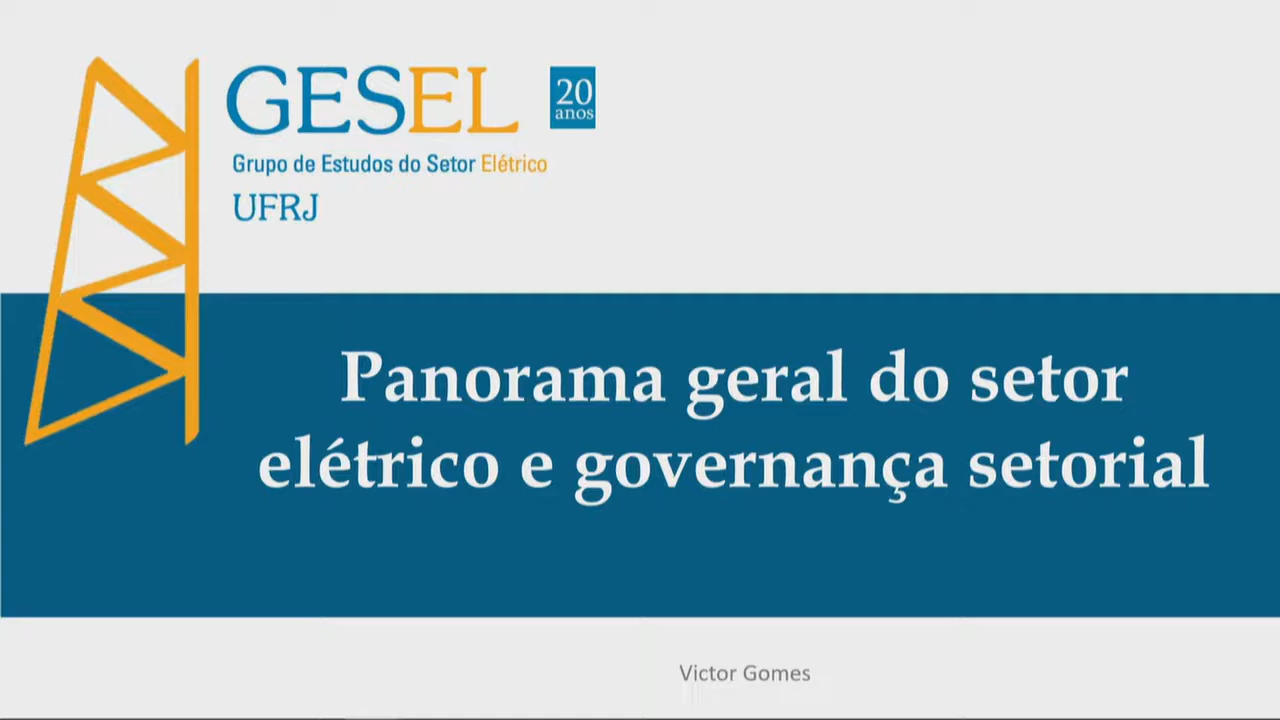 GESEL
20
anos
Grupo de Estudos do Setor Elétrico
UFRJ
Panorama geral do setor
elétrico e governança setorial
Victor Gomes